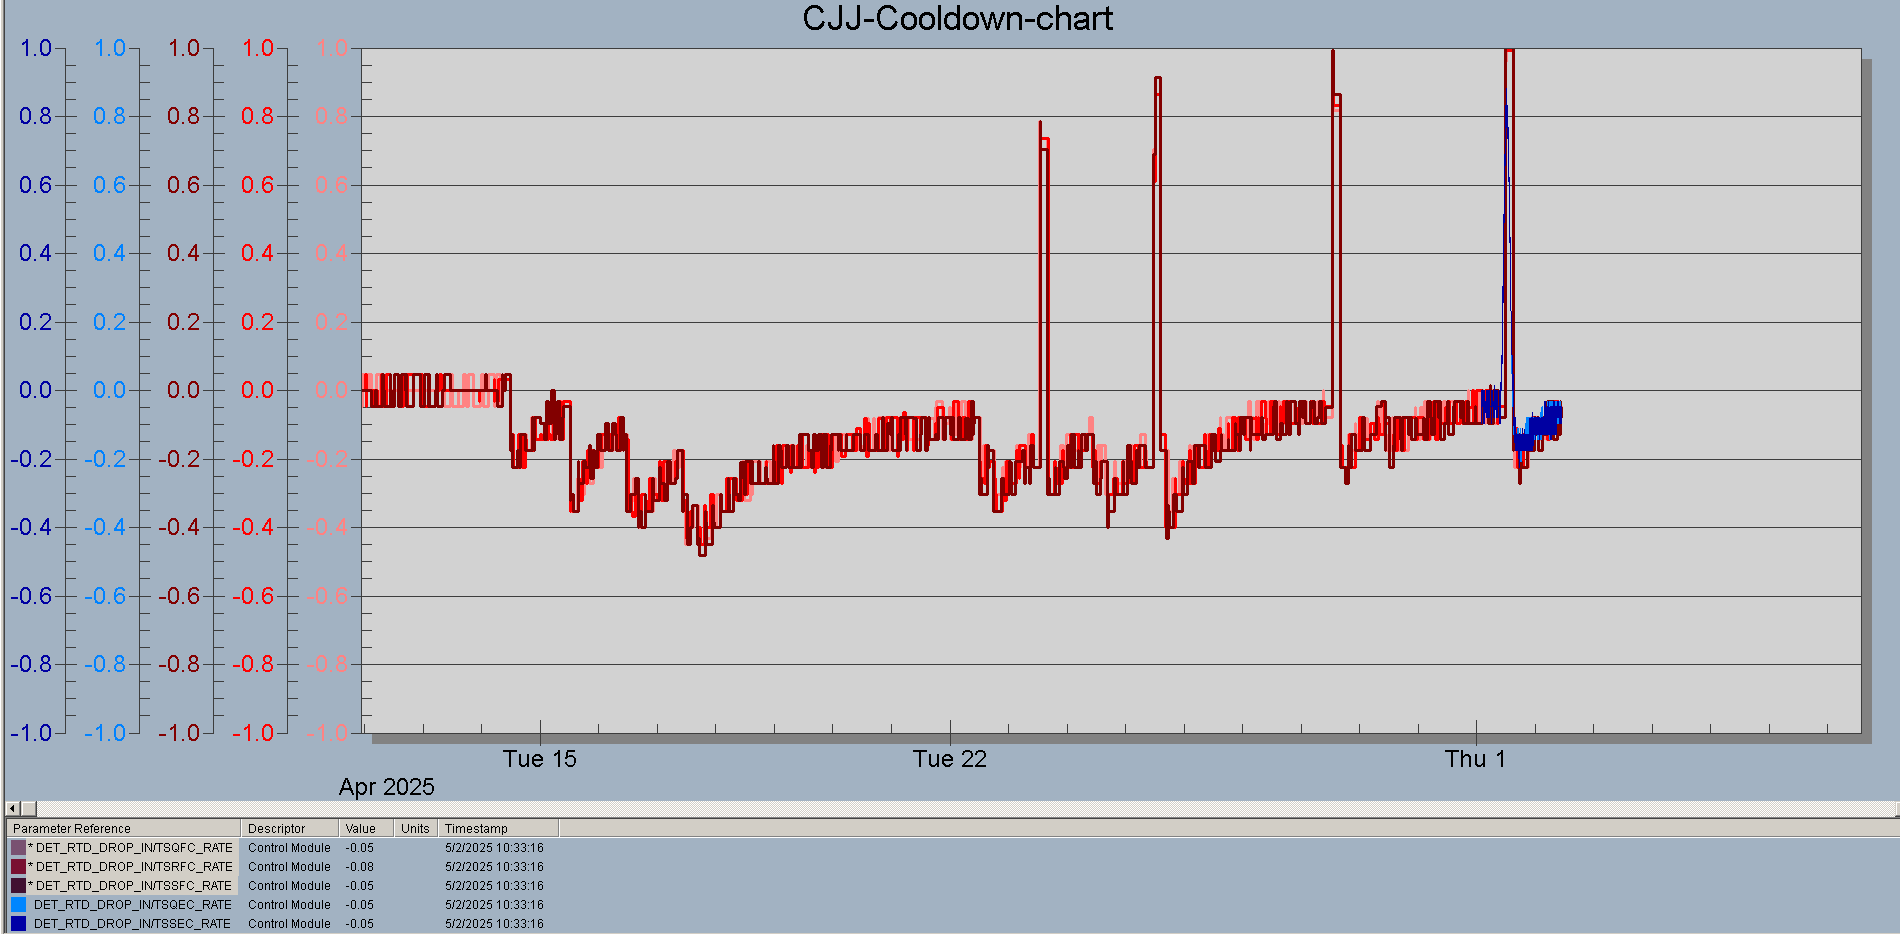 CJJ-Cooldown-chart
1.0 1.0 1.0 1.0 1.0
0.8 0.8 0.8 0.8 0.8
0.6 0.6 0.6 0.6 0.6
0.4 0.4 0.4 0.4 0.4
0.2 0.2 0.2 0.2 0.2
0.0 0.0 0.0 0.0 0.0
-0.2 -0.2 -0.2 -0.2 -0.2
-0.4 -0.4 -0.4 -0.4 -0.4
-0.6 -0.6 -0.6 -0.6 -0.6
-0.8 -0.8 -0.8 -0.8 -0.8
-1.0 -1.0 -1.0 -1.0 -1.0
Tue 15 Tue 22 Thu 1
Apr 2025
Parameter Reference Descriptor Value Units Timestamp
* DET_RTD_DROP_IN/TSQFC_RATE Control Module -0.05 5/2/2025 10:33:16
* DET_RTD_DROP_IN/TSRFC_RATE Control Module -0.08 5/2/2025 10:33:16
* DET_RTD_DROP_IN/TSSFC_RATE Control Module -0.05 5/2/2025 10:33:16
DET_RTD_DROP_IN/TSQEC_RATE Control Module -0.05 5/2/2025 10:33:16
DET_RTD_DROP_IN/TSSEC_RATE Control Module -0.05 5/2/2025 10:33:16